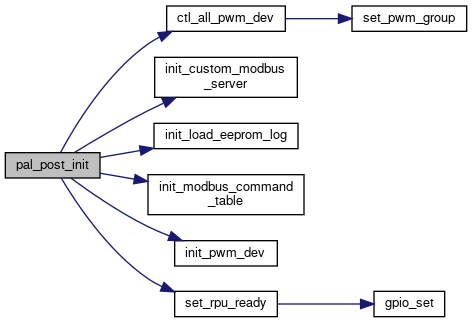 ctl_all_pwm_dev
set_pwm_group
init_custom_modbus
_server
init_load_eeprom_log
pal_post_init
init_modbus_command
_table
init_pwm_dev
set_rpu_ready
gpio_set